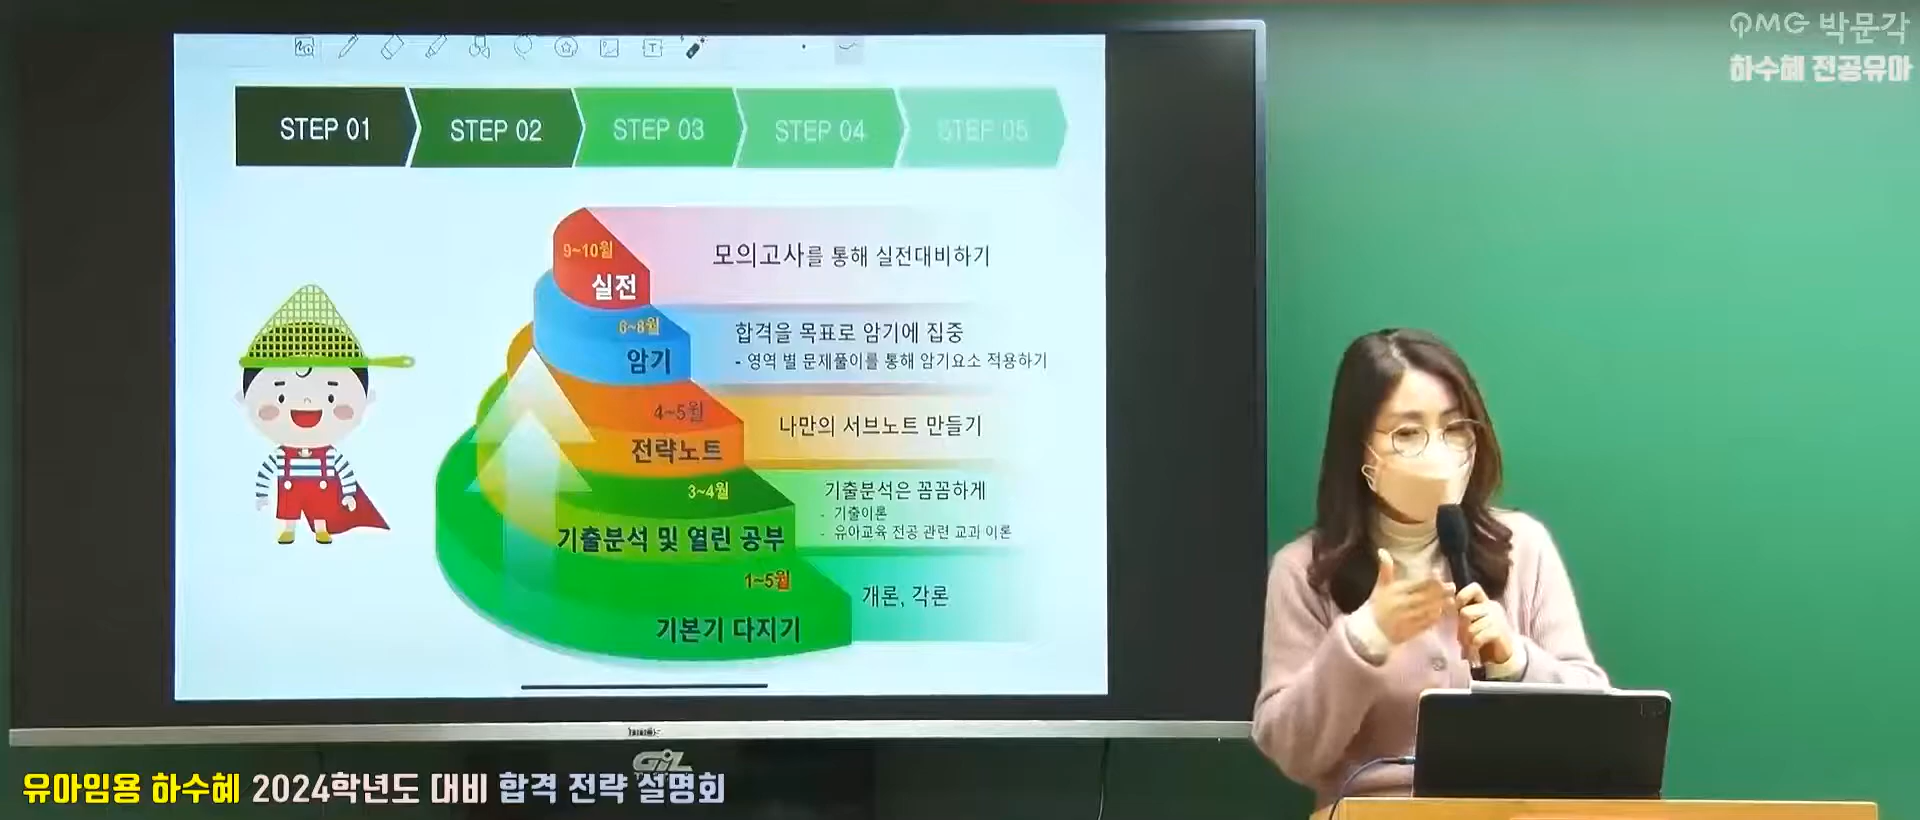 PMG 박문각
하수혜 전공유아
STEP 01
STEP 02
STEP 03
STEP 04
STEP 05
9~10월
실전
모의고사를 통해 실전대비하기
6~8월
암기
합격을 목표로 암기에 집중
- 영역 별 문제풀이를 통해 암기요소 적용하기
4~5월
전략노트
나만의 서브노트 만들기
3~4월
기출분석 및 열린 공부
기출분석은 꼼꼼하게
- 기출이론
- 유아교육 전공 관련 교과 이론
1~5월
기본기 다지기
개론, 각론
유아임용 하수혜 2024학년도 대비 합격 전략 설명회